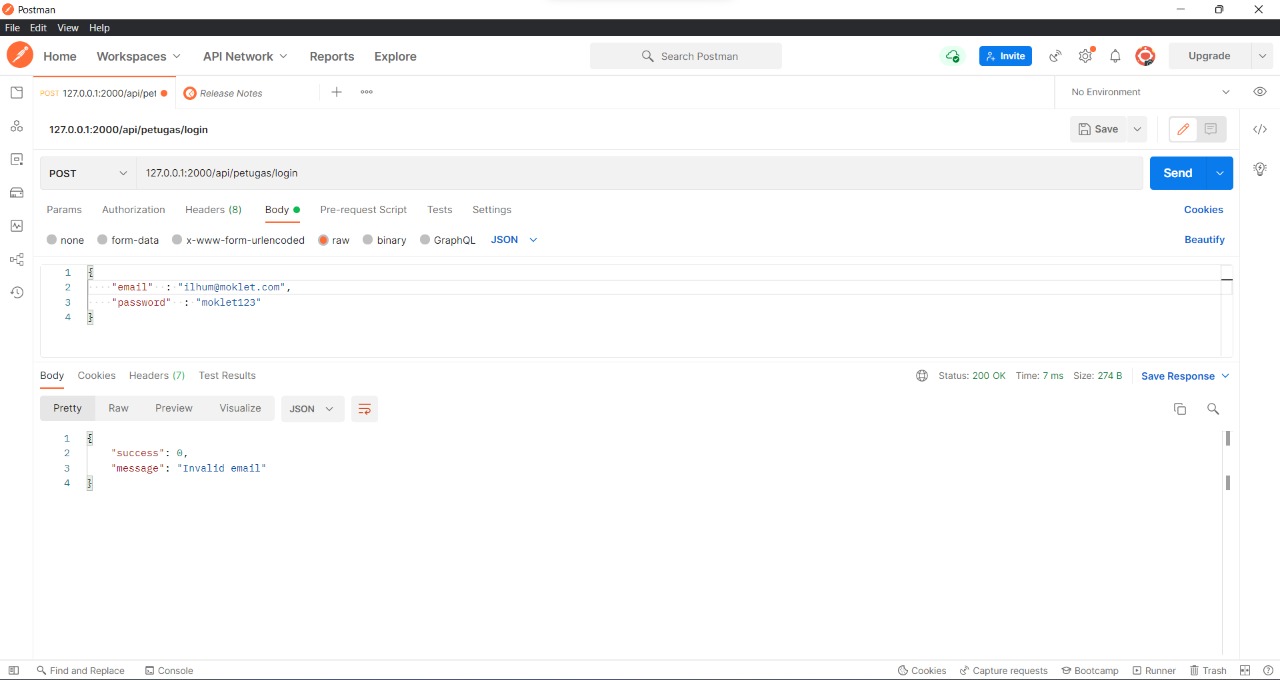 Postman
File Edit View Help
Home Workspaces API Network Reports Explore Search Postman Invite Upgrade
POST 127.0.0.1:2000/api/pet Release Notes No Environment
127.0.0.1:2000/api/petugas/login Save
POST 127.0.0.1:2000/api/petugas/login Send
Params Authorization Headers (8) Body Pre-request Script Tests Settings Cookies
none form-data x-www-form-urlencoded raw binary GraphQL JSON Beautify
1 {
2 "email" : "ilhum@moklet.com",
3 "password" : "moklet123"
4 }
Body Cookies Headers (7) Test Results Status: 200 OK Time: 7 ms Size: 274 B Save Response
Pretty Raw Preview Visualize JSON
1 {
2 "success": 0,
3 "message": "Invalid email"
4 }
Find and Replace Console Cookies Capture requests Bootcamp Runner Trash